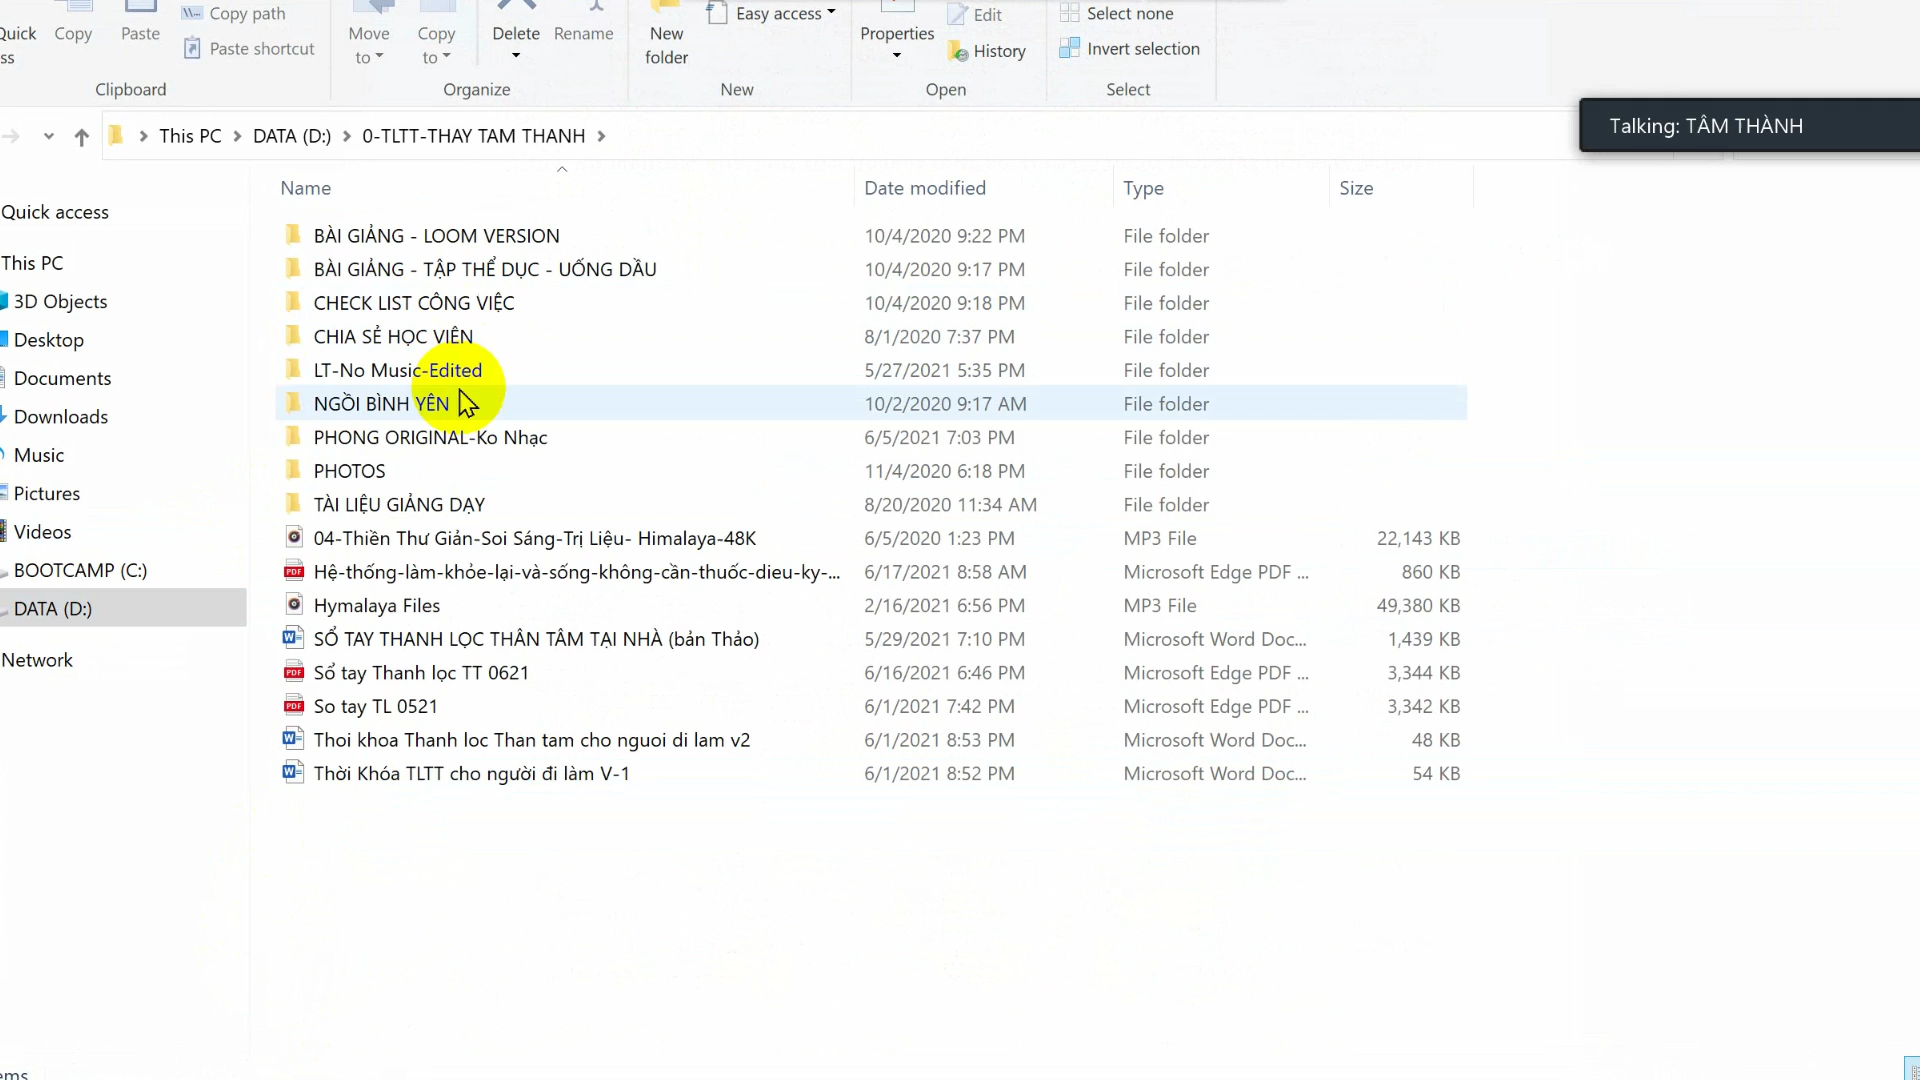 Quick
ss
Copy
Paste
Copy path
Paste shortcut
Clipboard
Move
to
Copy
to
Delete
Rename
Organize
New
folder
Easy access
New
Properties
Edit
History
Open
Select none
Invert selection
Select
This PC > DATA (D:) > 0-TLTT-THAY TAM THANH >
Talking: TÂM THÀNH
Quick access
This PC
3D Objects
Desktop
Documents
Downloads
Music
Pictures
Videos
BOOTCAMP (C:)
DATA (D:)
Network
Name Date modified Type Size
BÀI GIẢNG - LOOM VERSION 10/4/2020 9:22 PM File folder
BÀI GIẢNG - TẬP THỂ DỤC - UỐNG DẦU 10/4/2020 9:17 PM File folder
CHECK LIST CÔNG VIỆC 10/4/2020 9:18 PM File folder
CHIA SẺ HỌC VIÊN 8/1/2020 7:37 PM File folder
LT-No Music-Edited 5/27/2021 5:35 PM File folder
NGỒI BÌNH YÊN 10/2/2020 9:17 AM File folder
PHONG ORIGINAL-Ko Nhạc 6/5/2021 7:03 PM File folder
PHOTOS 11/4/2020 6:18 PM File folder
TÀI LIỆU GIẢNG DẠY 8/20/2020 11:34 AM File folder
04-Thiền Thư Giản-Soi Sáng-Trị Liệu- Himalaya-48K 6/5/2020 1:23 PM MP3 File 22,143 KB
PDF Hệ-thống-làm-khỏe-lại-và-sống-không-cần-thuốc-dieu-ky-... 6/17/2021 8:58 AM Microsoft Edge PDF ... 860 KB
Hymalaya Files 2/16/2021 6:56 PM MP3 File 49,380 KB
W SỔ TAY THANH LỌC THÂN TÂM TẠI NHÀ (bản Thảo) 5/29/2021 7:10 PM Microsoft Word Doc... 1,439 KB
PDF Sổ tay Thanh lọc TT 0621 6/16/2021 6:46 PM Microsoft Edge PDF ... 3,344 KB
PDF So tay TL 0521 6/1/2021 7:42 PM Microsoft Edge PDF ... 3,342 KB
W Thoi khoa Thanh loc Than tam cho nguoi di lam v2 6/1/2021 8:53 PM Microsoft Word Doc... 48 KB
W Thời Khóa TLTT cho người đi làm V-1 6/1/2021 8:52 PM Microsoft Word Doc... 54 KB